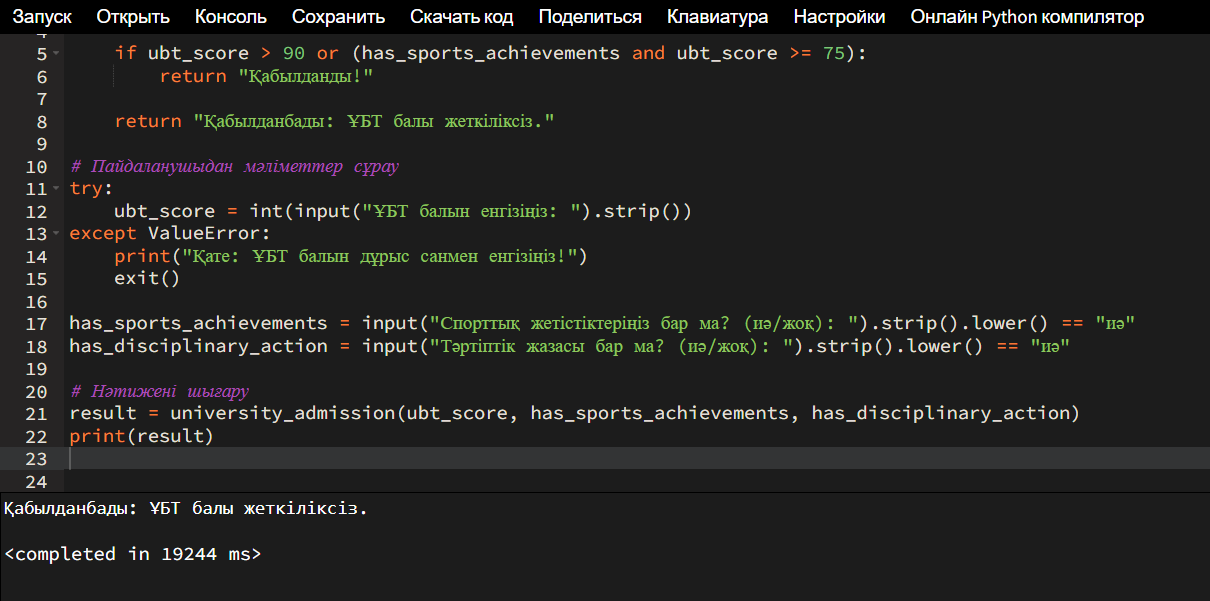 Запуск Открыть Консоль Сохранить Скачать код Поделиться Клавиатура Настройки Онлайн Python компилятор
4
5 if ubt_score > 90 or (has_sports_achievements and ubt_score >= 75):
6 return "Қабылданды!"
7
8 return "Қабылданбады: ҰБТ балы жеткіліксіз."
9
10 # Пайдаланушыдан мәліметтер сұрау
11 try:
12 ubt_score = int(input("ҰБТ балын енгізіңіз: ").strip())
13 except ValueError:
14 print("Қате: ҰБТ балын дұрыс санмен енгізіңіз!")
15 exit()
16
17 has_sports_achievements = input("Спорттық жетістіктеріңіз бар ма? (иә/жоқ): ").strip().lower() == "иә"
18 has_disciplinary_action = input("Тәртіптік жазасы бар ма? (иә/жоқ): ").strip().lower() == "иә"
19
20 # Нәтижені шығару
21 result = university_admission(ubt_score, has_sports_achievements, has_disciplinary_action)
22 print(result)
23
24
Қабылданбады: ҰБТ балы жеткіліксіз.
<completed in 19244 ms>